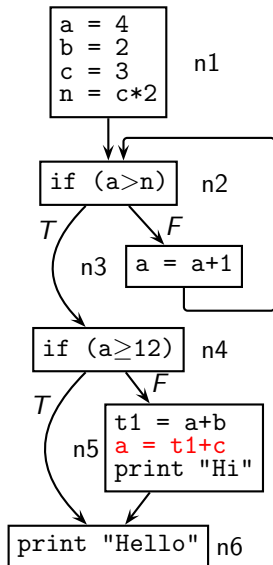 a = 4
b = 2
c = 3
n = c*2
n1
if (a>n)
n2
T
F
n3
a = a+1
if (a≥12)
n4
T
F
n5
t1 = a+b
a = t1+c
print "Hi"
print "Hello"
n6